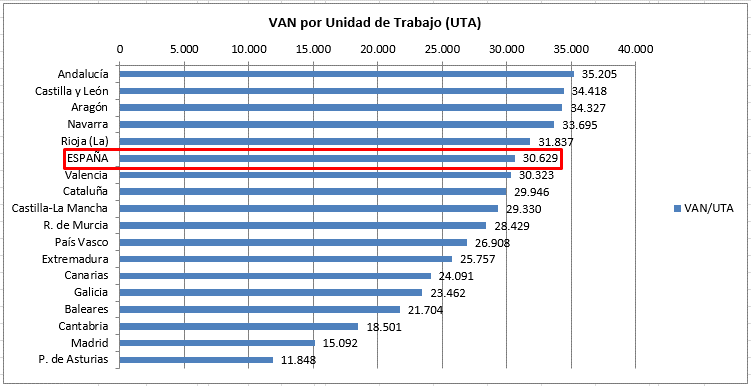 VAN por Unidad de Trabajo (UTA)
0 5.000 10.000 15.000 20.000 25.000 30.000 35.000 40.000
Andalucía 35.205
Castilla y León 34.418
Aragón 34.327
Navarra 33.695
Rioja (La) 31.837
ESPAÑA 30.629
Valencia 30.323
Cataluña 29.946
Castilla-La Mancha 29.330
VAN/UTA
R. de Murcia 28.429
País Vasco 26.908
Extremadura 25.757
Canarias 24.091
Galicia 23.462
Baleares 21.704
Cantabria 18.501
Madrid 15.092
P. de Asturias 11.848